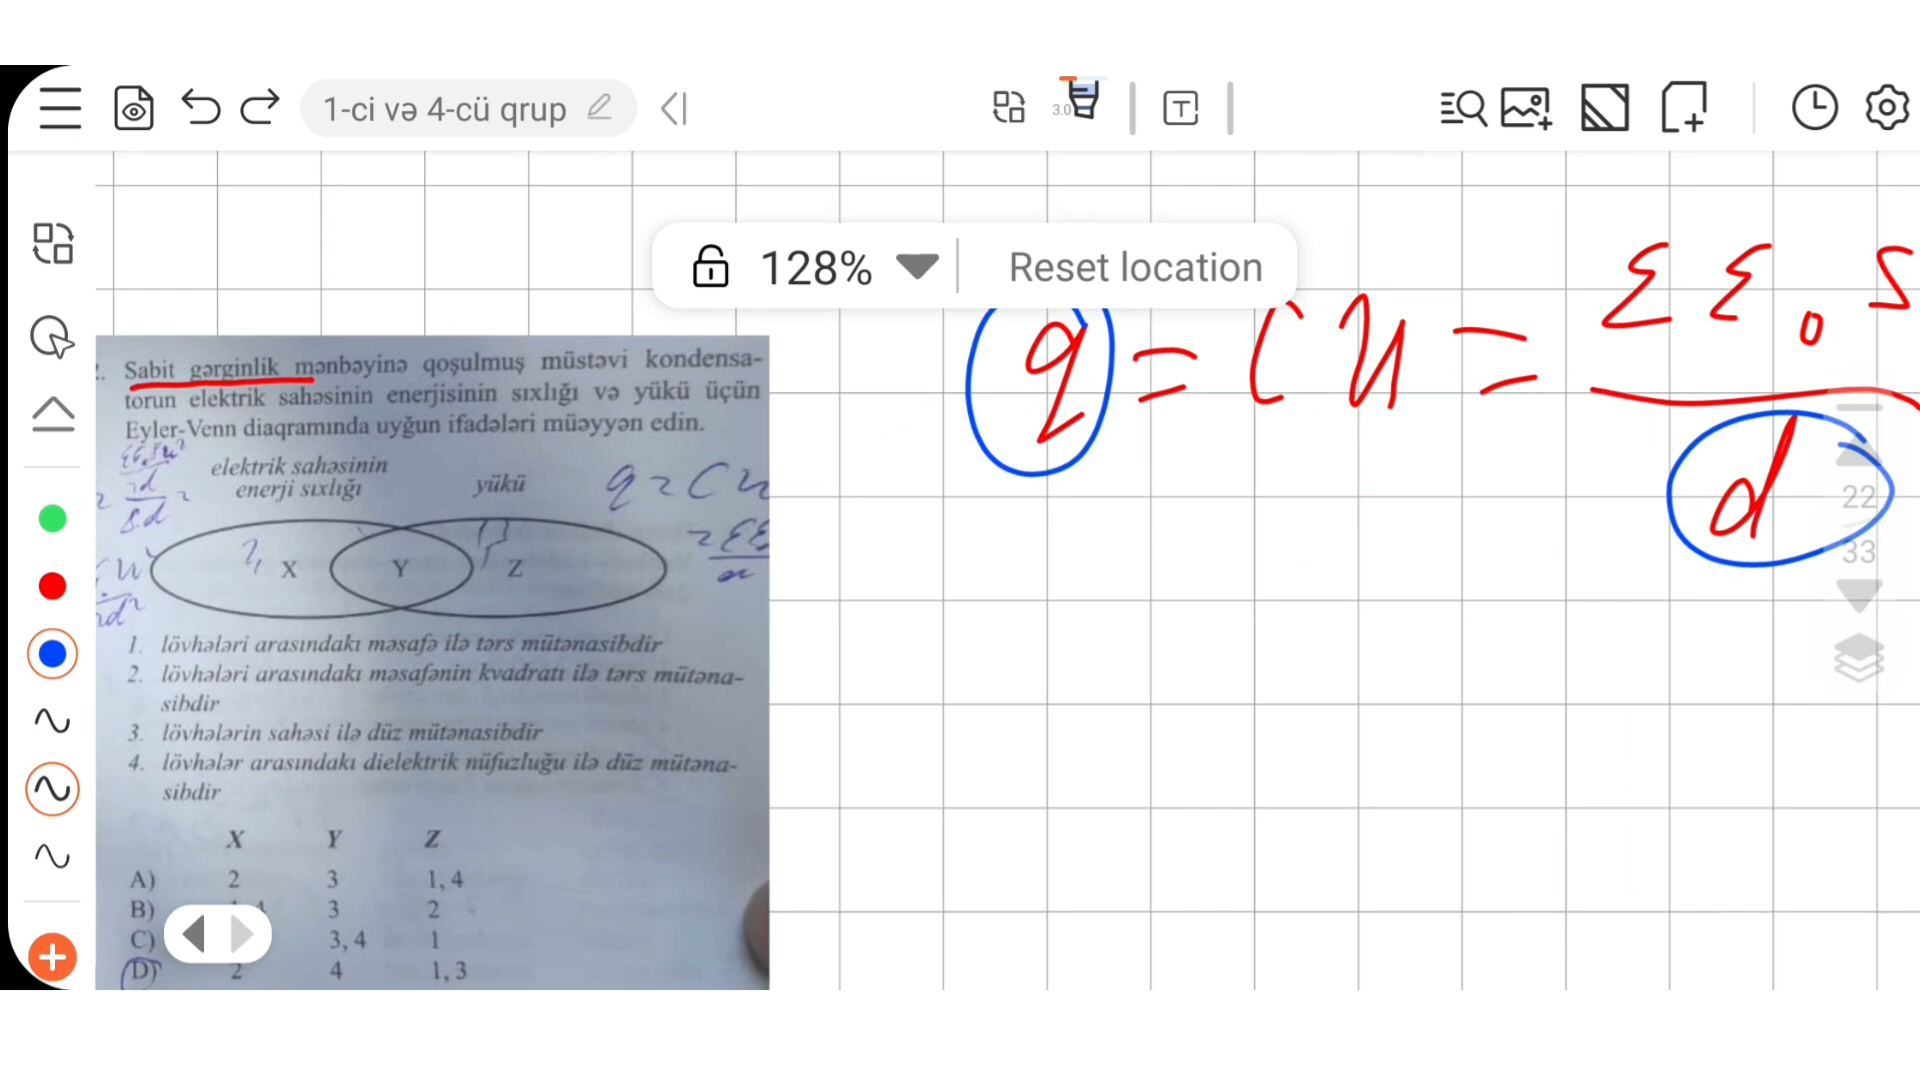 1-ci və 4-cü qrup
3.0
T
128%
Reset location
q = CU = εε₀S
d
22
33
Sabit gərginlik mənbəyinə qoşulmuş müstəvi kondensa-
torun elektrik sahəsinin enerjisinin sıxlığı və yükü üçün
Eyler-Venn diaqramında uyğun ifadələri müəyyən edin.
elektrik sahəsinin
enerji sıxlığı
yükü
q = CU
X Y Z
1. lövhələri arasındakı məsafə ilə tərs mütənasibdir
2. lövhələri arasındakı məsafənin kvadratı ilə tərs mütəna-
sibdir
3. lövhələrin sahəsi ilə düz mütənasibdir
4. lövhələr arasındakı dielektrik nüfuzluğu ilə düz mütəna-
sibdir
X Y Z
A) 2 3 1, 4
B) 3 2
C) 3, 4 1
D) 2 4 1, 3